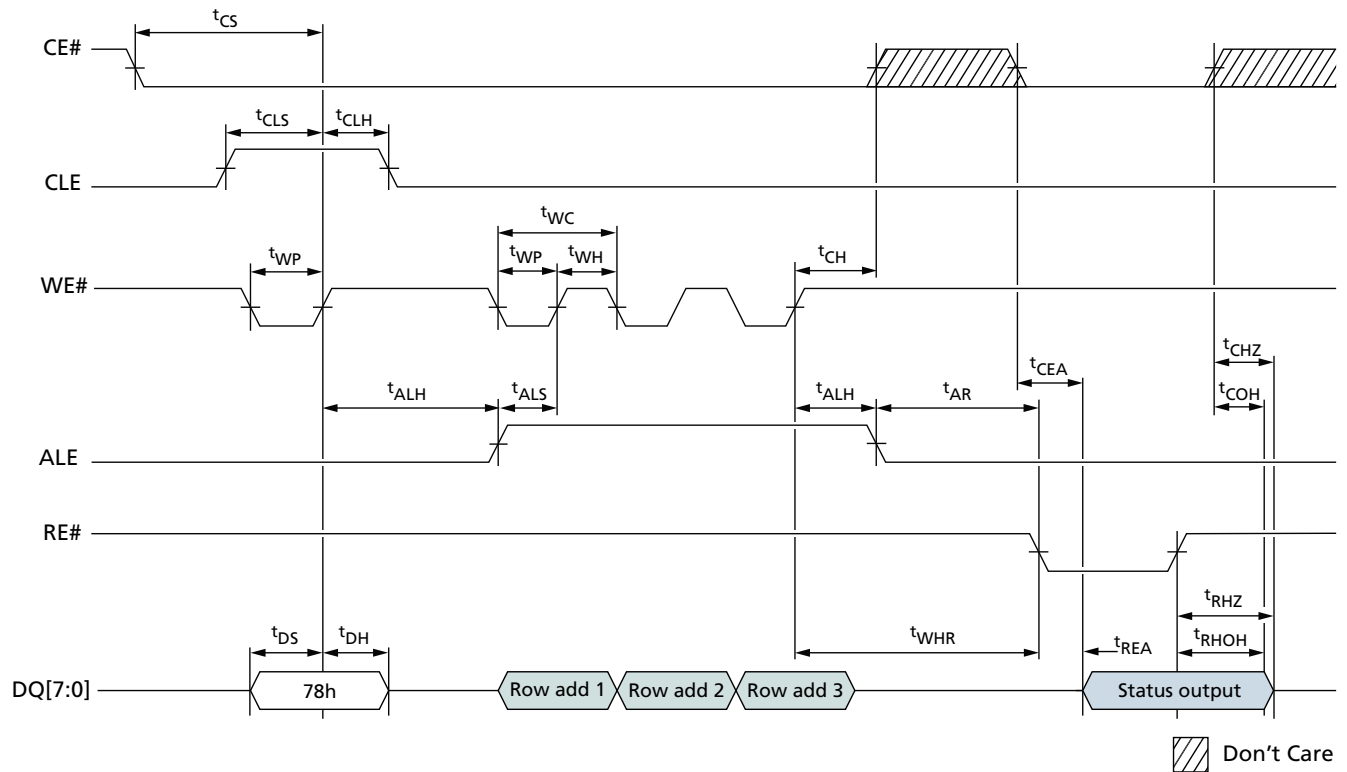 tCS
CE#
tCLS
tCLH
CLE
tWC
tWP
tWP
tWH
tCH
WE#
tCHZ
tCEA
tALH
tALS
tALH
tAR
tCOH
ALE
RE#
tRHZ
tDS
tDH
tWHR
tREA
tRHOH
DQ[7:0]
78h
Row add 1
Row add 2
Row add 3
Status output
Don't Care